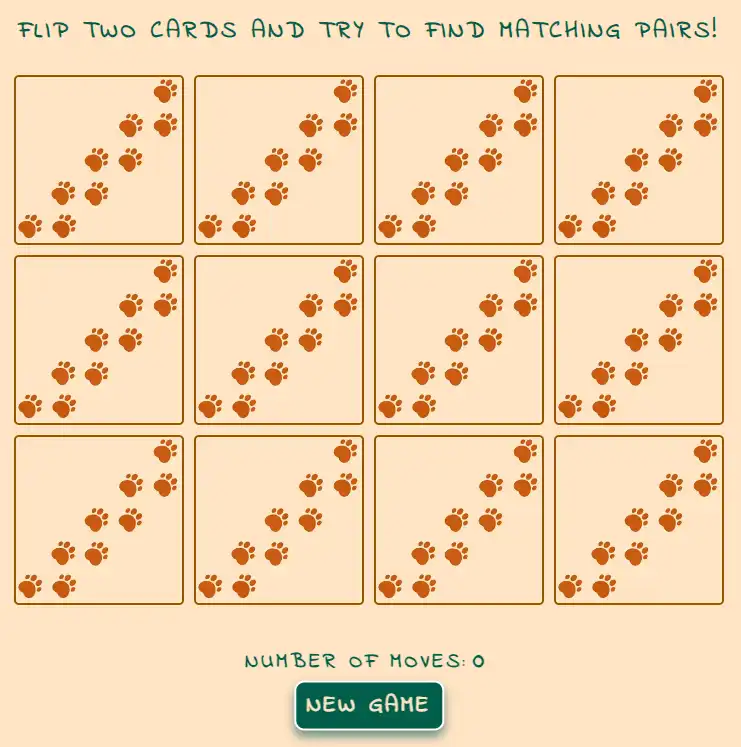 FLIP TWO CARDS AND TRY TO FIND MATCHING PAIRS!
NUMBER OF MOVES: 0
NEW GAME